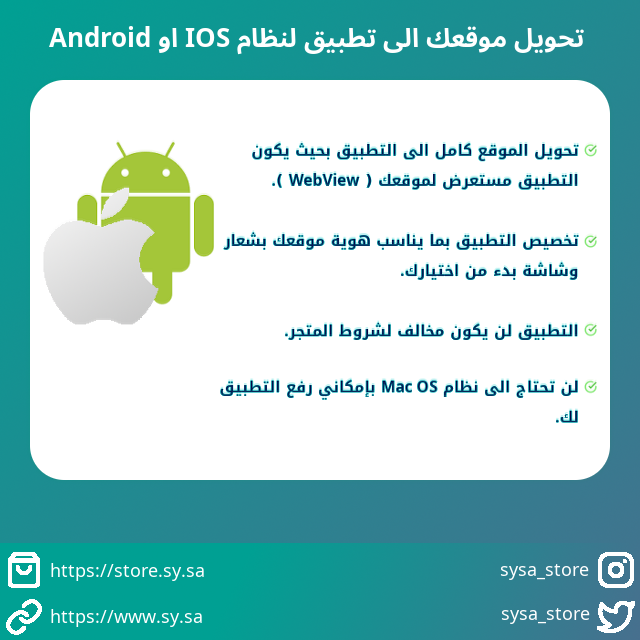 تحويل موقعك الى تطبيق لنظام IOS او Android
تحويل الموقع كامل الى التطبيق بحيث يكون
التطبيق مستعرض لموقعك ( WebView ).
تخصيص التطبيق بما يناسب هوية موقعك بشعار
وشاشة بدء من اختيارك.
التطبيق لن يكون مخالف لشروط المتجر.
لن تحتاج الى نظام Mac OS بإمكاني رفع التطبيق
لك.
https://store.sy.sa
sysa_store
https://www.sy.sa
sysa_store